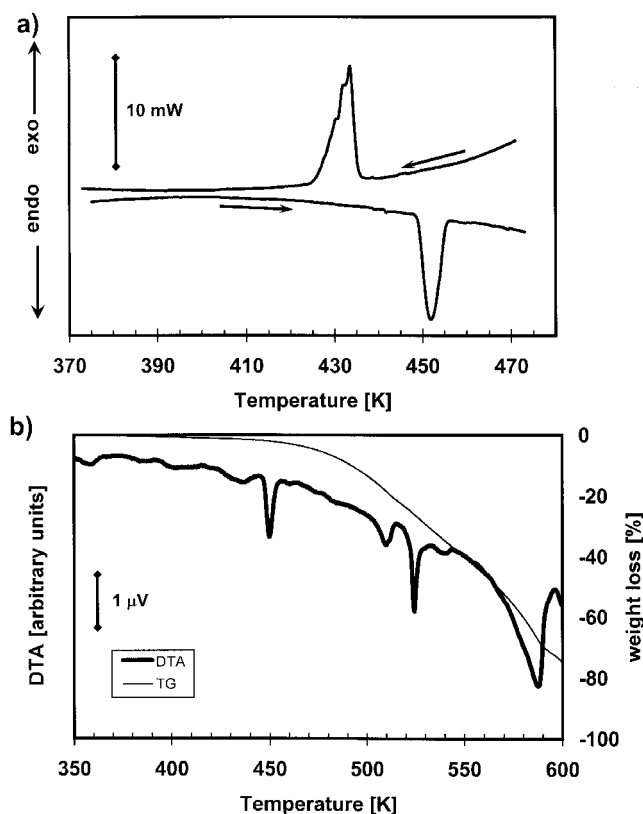 a)
endo exo
10 mW
370 390 410 430 450 470
Temperature [K]
b)
DTA [arbitrary units]
1 μV
DTA
TG
0
-20
-40
-60
-80
-100
weight loss [%]
350 400 450 500 550 600
Temperature [K]